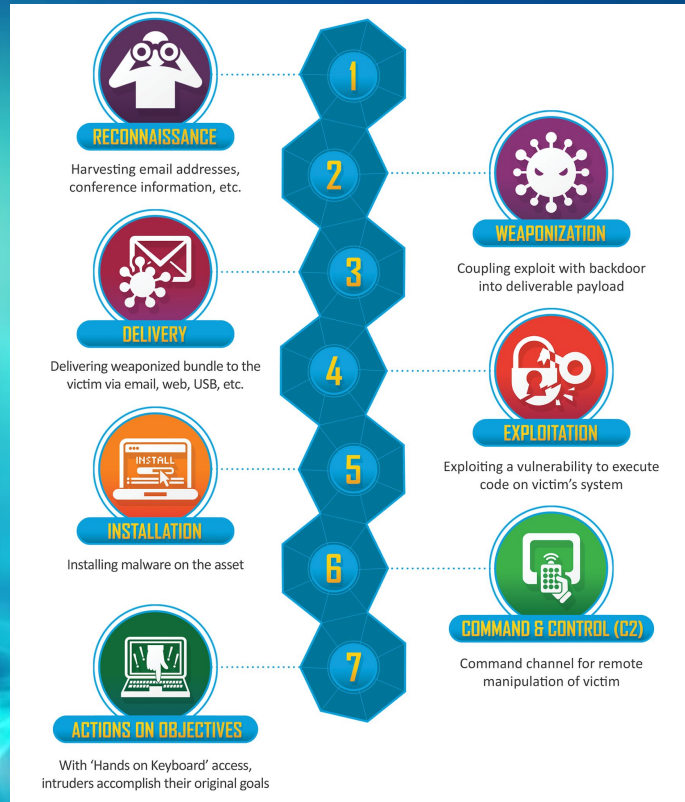 1
RECONNAISSANCE
Harvesting email addresses,
conference information, etc.
2
WEAPONIZATION
Coupling exploit with backdoor
into deliverable payload
3
DELIVERY
Delivering weaponized bundle to the
victim via email, web, USB, etc.
4
EXPLOITATION
Exploiting a vulnerability to execute
code on victim's system
5
INSTALL
INSTALLATION
Installing malware on the asset
6
COMMAND & CONTROL (C2)
Command channel for remote
manipulation of victim
7
! !
! !
ACTIONS ON OBJECTIVES
With ‘Hands on Keyboard’ access,
intruders accomplish their original goals